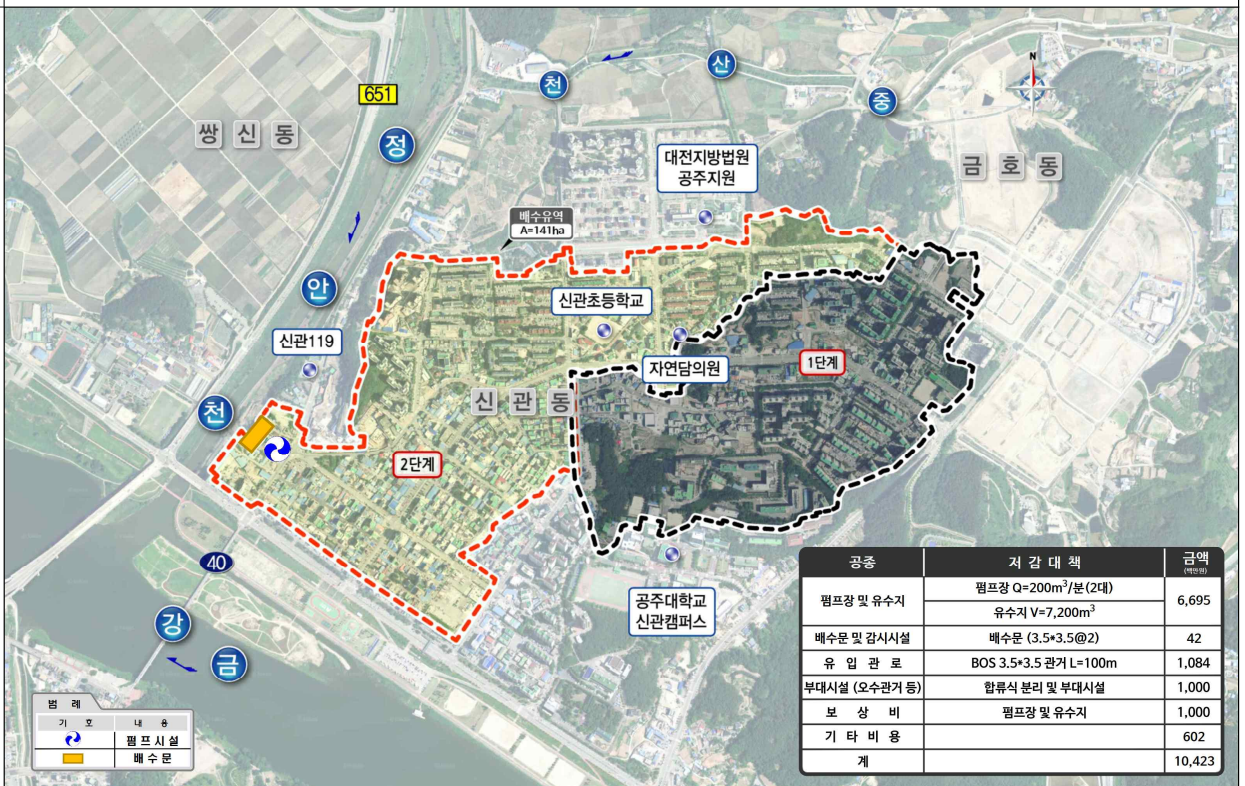 651
쌍신동
정
천
산
중
N
금호동
대전지방법원
공주지원
배수유역
A=141ha
안
신관초등학교
신관119
자연담의원
1단계
신관동
천
2단계
40
강
금
공주대학교
신관캠퍼스
범 례
기 호 내 용
펌프시설
배수문
공종 저 감 대 책 금액
(백만원)
펌프장 및 유수지 펌프장 Q=200m³/분(2대) 6,695
유수지 V=7,200m³
배수문 및 감시시설 배수문 (3.5*3.5@2) 42
유 입 관 로 BOS 3.5*3.5 관거 L=100m 1,084
부대시설 (오수관거 등) 합류식 분리 및 부대시설 1,000
보 상 비 펌프장 및 유수지 1,000
기 타 비 용 602
계 10,423